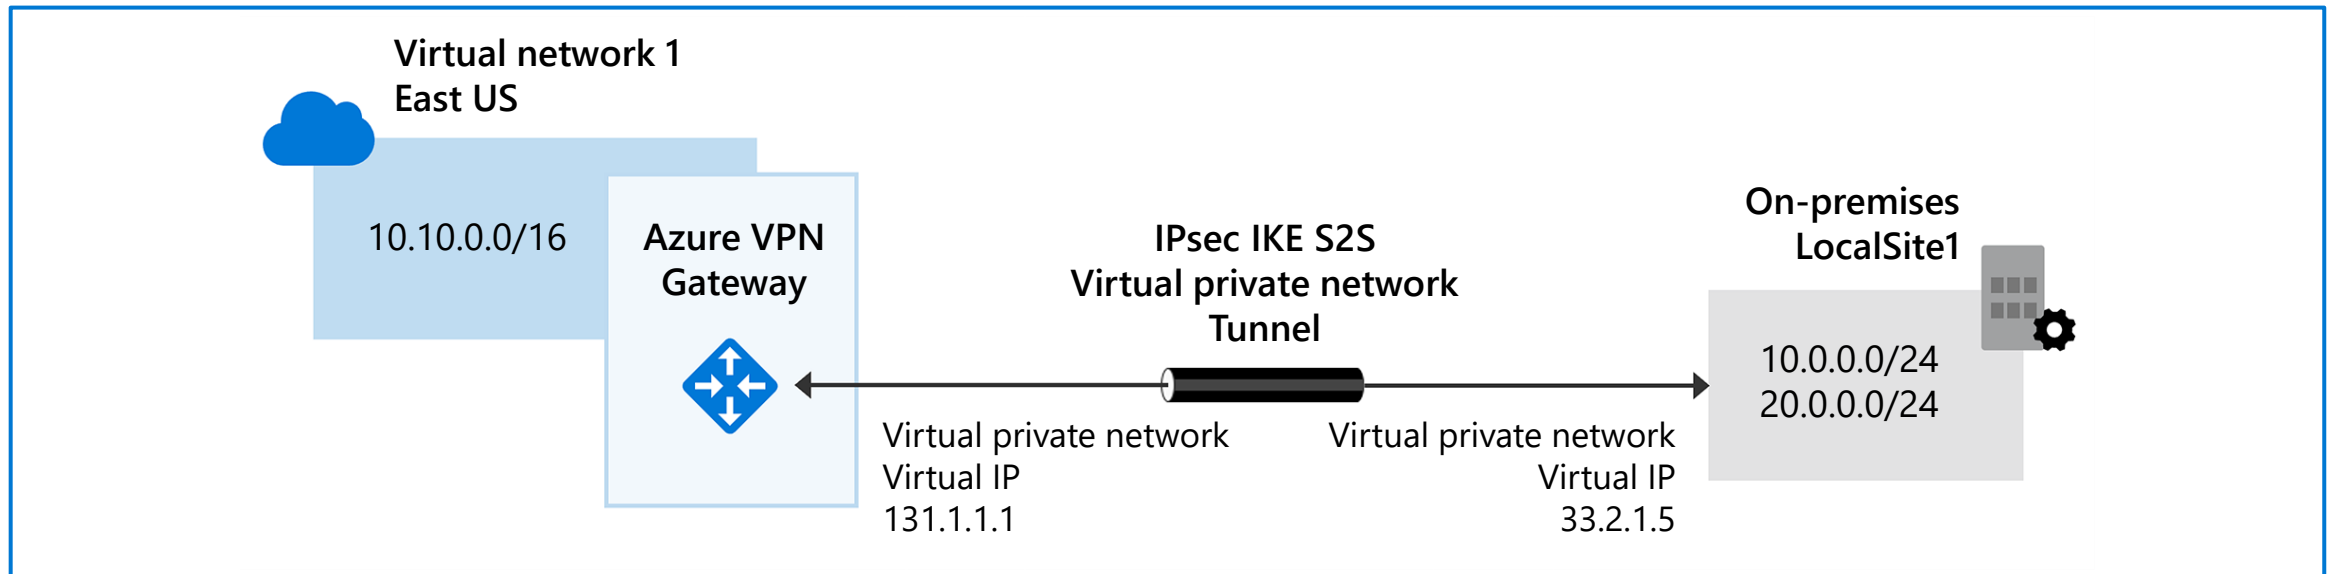 Virtual network 1
East US
10.10.0.0/16
Azure VPN
Gateway
IPsec IKE S2S
Virtual private network
Tunnel
Virtual private network
Virtual IP
131.1.1.1
Virtual private network
Virtual IP
33.2.1.5
On-premises
LocalSite1
10.0.0.0/24
20.0.0.0/24